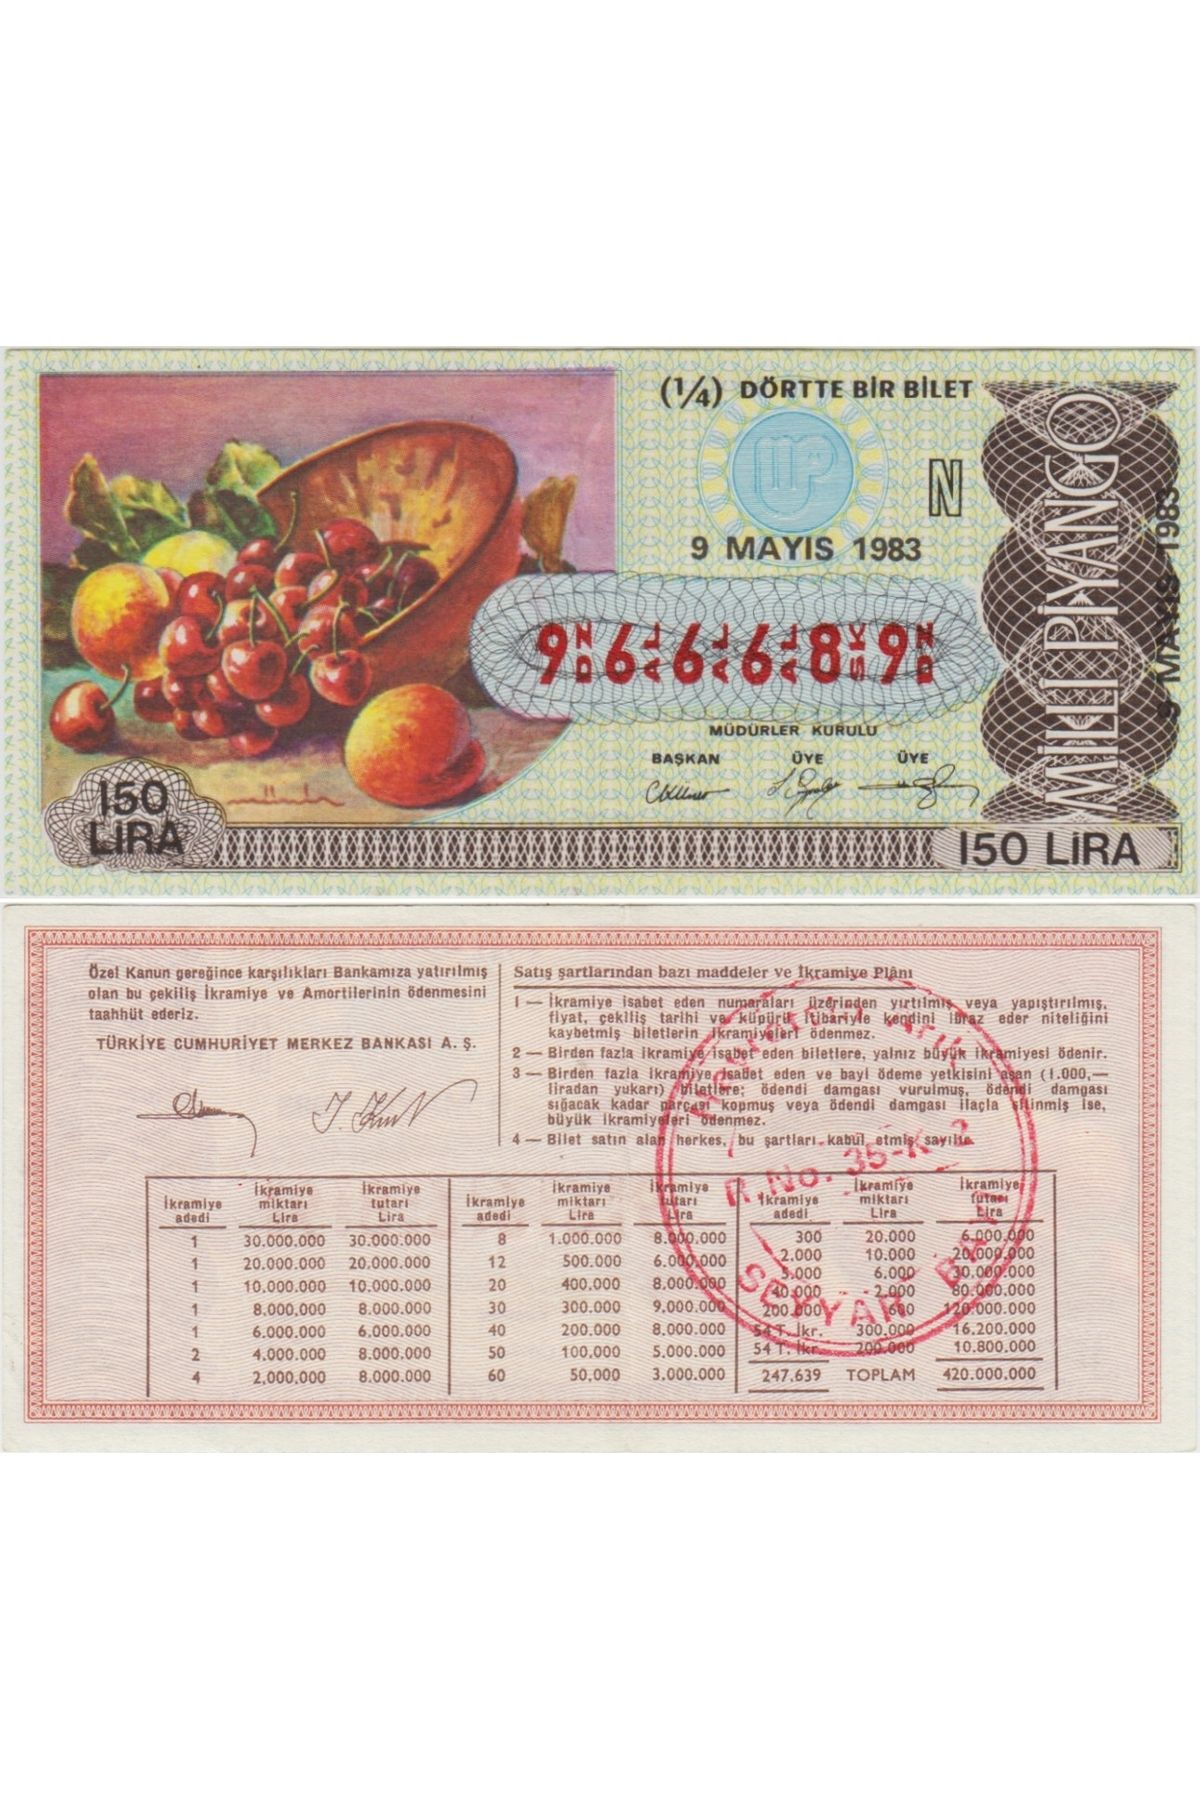 (1/4) DÖRTTE BİR BİLET
N
9 MAYIS 1983
9 DZ 6 AL 6 AL 6 AL 8 SK 9 DZ
MÜDÜRLER KURULU
BAŞKAN ÜYE ÜYE
150
LİRA
150 LİRA
MİLLİ PİYANGO
9 MAYIS 1983
Özel Kanun gereğince karşılıkları Bankamıza yatırılmış
olan bu çekiliş İkramiye ve Amortilerinin ödenmesini
taahhüt ederiz.
TÜRKİYE CUMHURİYET MERKEZ BANKASI A. Ş.
Satış şartlarından bazı maddeler ve İkramiye Plânı
1 — İkramiye isabet eden numaraları üzerinden yırtılmış veya yapıştırılmış,
fiyat, çekiliş tarihi ve küpürü itibariyle kendini ibraz eder niteliğini
kaybetmiş biletlerin ikramiyeleri ödenmez.
2 — Birden fazla ikramiye isabet eden biletlere, yalnız büyük ikramiyesi ödenir.
3 — Birden fazla ikramiye isabet eden ve bayi ödeme yetkisini aşan (1.000,—
liradan yukarı) biletlere; ödendi damgası vurulmuş, ödendi damgası
sığacak kadar parçası kopmuş veya ödendi damgası ilaçla silinmiş ise,
büyük ikramiyeleri ödenmez.
4 — Bilet satın alan herkes, bu şartları kabul etmiş sayılır.
İkramiye adedi İkramiye miktarı Lira İkramiye tutarı Lira İkramiye adedi İkramiye miktarı Lira İkramiye tutarı Lira İkramiye adedi İkramiye miktarı Lira İkramiye tutarı Lira
1 30.000.000 30.000.000 8 1.000.000 8.000.000 300 20.000 6.000.000
1 20.000.000 20.000.000 12 500.000 6.000.000 2.000 10.000 20.000.000
1 10.000.000 10.000.000 20 400.000 8.000.000 5.000 6.000 30.000.000
1 8.000.000 8.000.000 30 300.000 9.000.000 40.000 2.000 80.000.000
1 6.000.000 6.000.000 40 200.000 8.000.000 200.000 600 120.000.000
2 4.000.000 8.000.000 50 100.000 5.000.000 54 T. İkr. 300.000 16.200.000
4 2,000,000 8.000.000 60 50,000 3.000.000 54 T. İkr. 200.000 10.800.000
247.639 TOPLAM 420.000.000
R. No. 35-K-3
SEYYAR BAYİ